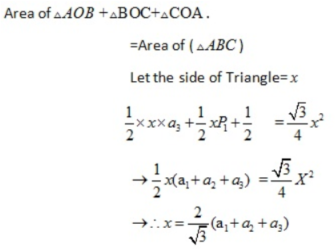 Area of △AOB + △BOC+△COA .
=Area of (△ABC)
Let the side of Triangle= x
1/2 × x × a₃ + 1/2 xP₁ + 1/2 = √3/4 x²
→ 1/2 x(a₁+ a₂ + a₃) = √3/4 X²
→∴ x = 2/√3 (a₁+ a₂ + a₃)